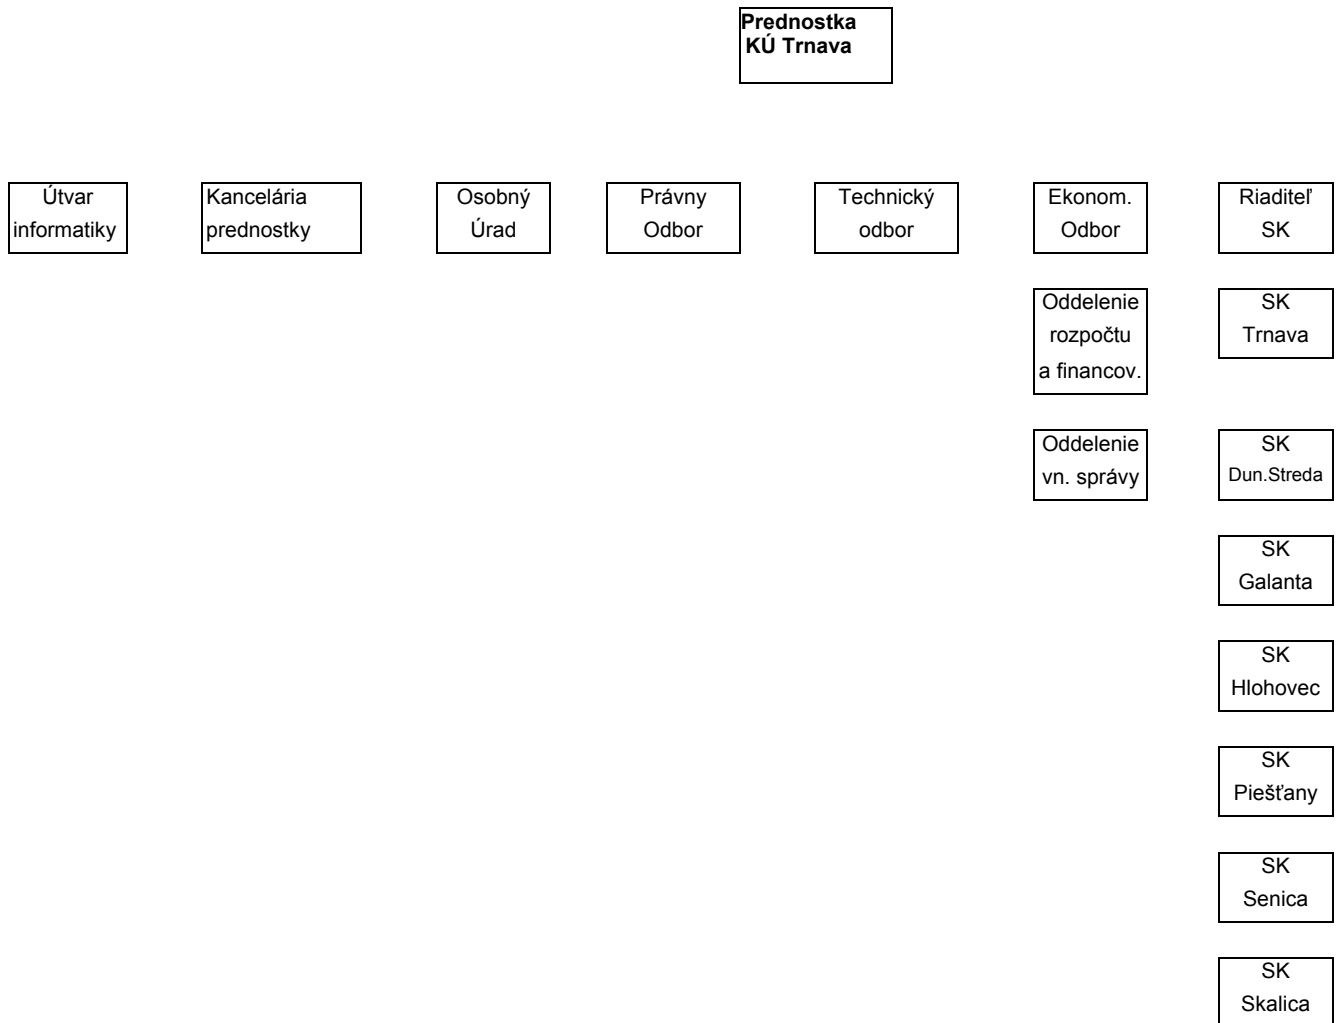 Prednostka
KÚ Trnava
Útvar
informatiky
Kancelária
prednostky
Osobný
Úrad
Právny
Odbor
Technický
odbor
Ekonom.
Odbor
Riaditeľ
SK
Oddelenie
rozpočtu
a financov.
SK
Trnava
Oddelenie
vn. správy
SK
Dun.Streda
SK
Galanta
SK
Hlohovec
SK
Piešťany
SK
Senica
SK
Skalica